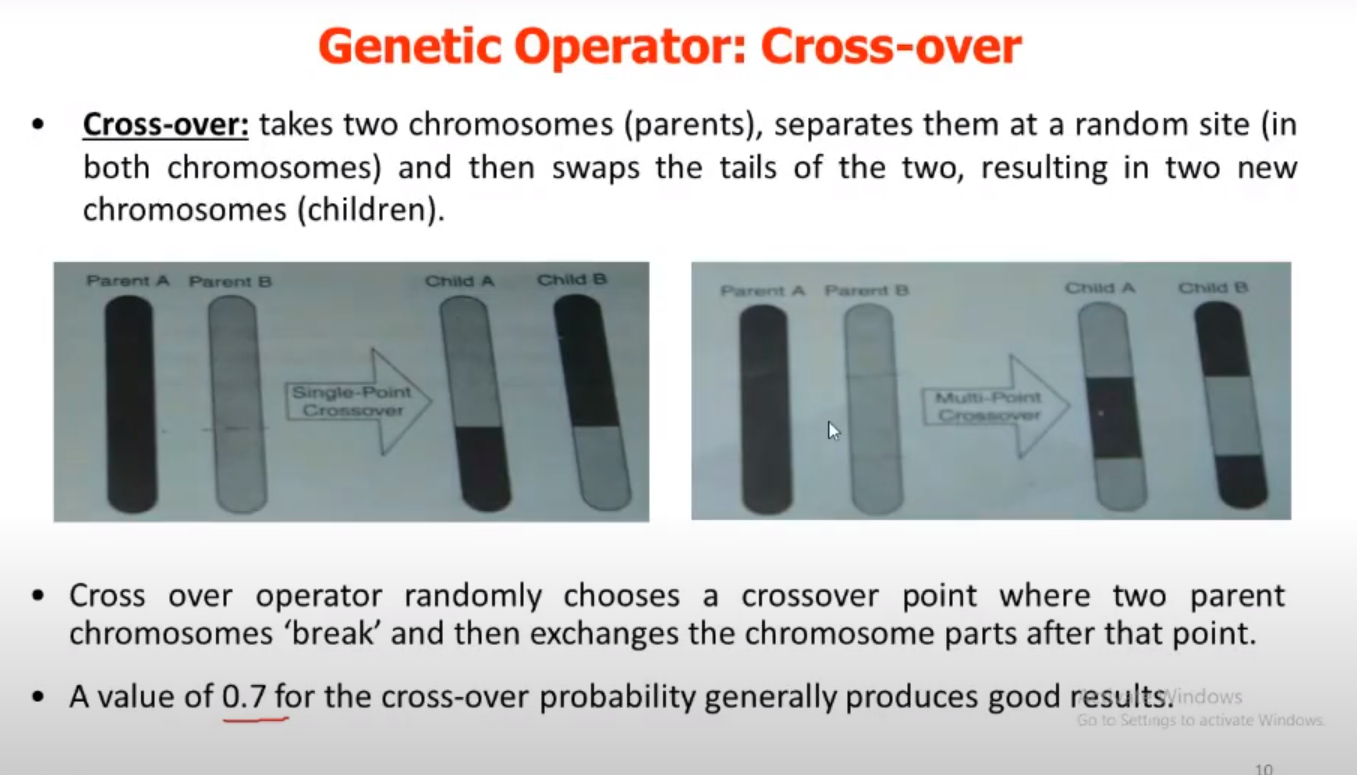 Genetic Operator: Cross-over
• Cross-over: takes two chromosomes (parents), separates them at a random site (in
both chromosomes) and then swaps the tails of the two, resulting in two new
chromosomes (children).
Parent A Parent B Child A Child B
Single-Point
Crossover
Parent A Parent B Child A Child B
Multi-Point
Crossover
• Cross over operator randomly chooses a crossover point where two parent
chromosomes ‘break’ and then exchanges the chromosome parts after that point.
• A value of 0.7 for the cross-over probability generally produces good results.
Activate Windows
Go to Settings to activate Windows.
10